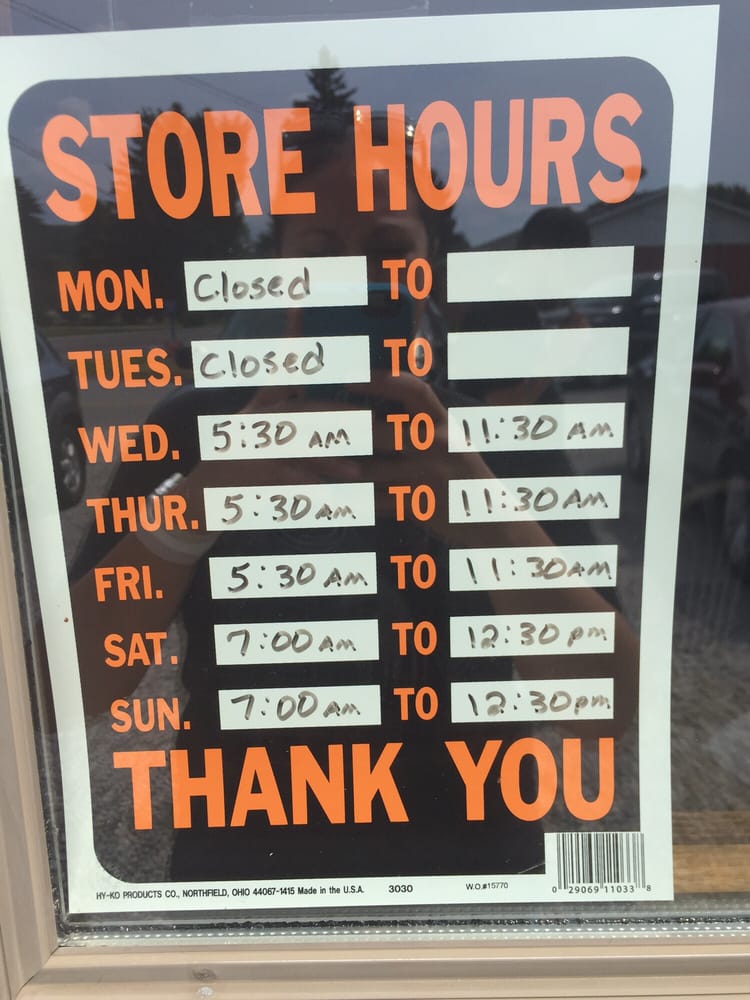 STORE HOURS
MON. Closed TO
TUES. Closed TO
WED. 5:30 AM TO 11:30 AM
THUR. 5:30 AM TO 11:30 AM
FRI. 5:30 AM TO 11:30 AM
SAT. 7:00 AM TO 12:30 pm
SUN. 7:00 AM TO 12:30 pm
THANK YOU
HY-KO PRODUCTS CO., NORTHFIELD, OHIO 44067-1415 Made in the U.S.A. 3030 W.O.#15770
0 29069 11033 8